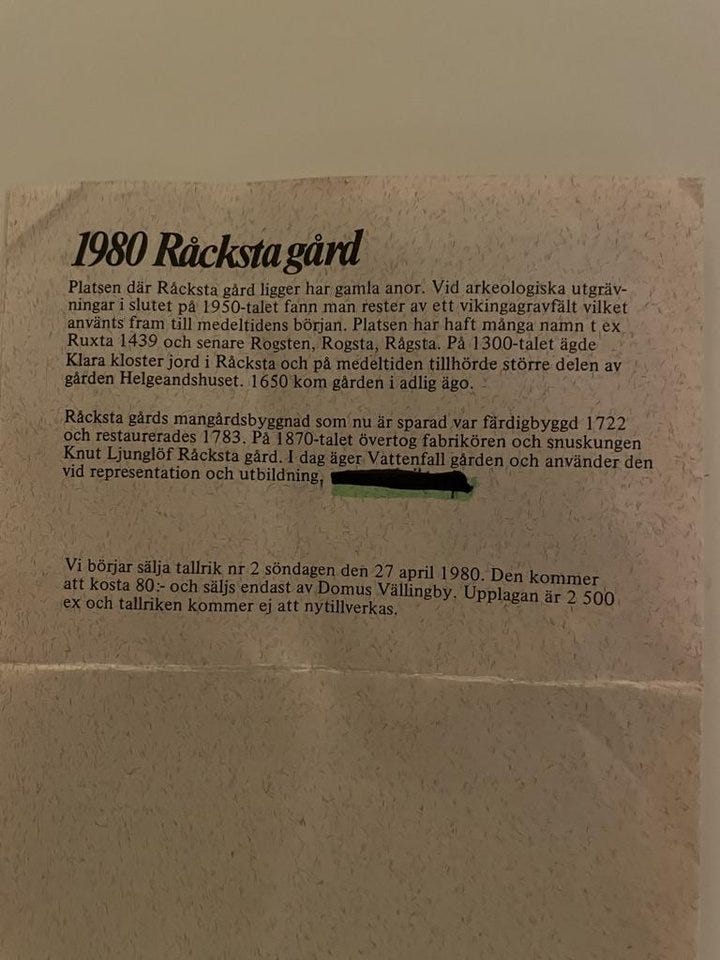 1980 Råcksta gård
Platsen där Råcksta gård ligger har gamla anor. Vid arkeologiska utgräv-
ningar i slutet på 1950-talet fann man rester av ett vikingagravfält vilket
använts fram till medeltidens början. Platsen har haft många namn t ex
Ruxta 1439 och senare Rogsten, Rogsta, Rågsta. På 1300-talet ägde
Klara kloster jord i Råcksta och på medeltiden tillhörde större delen av
gården Helgeandshuset. 1650 kom gården i adlig ägo.
Råcksta gårds mangårdsbyggnad som nu är sparad var färdigbyggd 1722
och restaurerades 1783. På 1870-talet övertog fabrikören och snuskungen
Knut Ljunglöf Råcksta gård. I dag äger Vattenfall gården och använder den
vid representation och utbildning,
Vi börjar sälja tallrik nr 2 söndagen den 27 april 1980. Den kommer
att kosta 80:- och säljs endast av Domus Vällingby. Upplagan är 2 500
ex och tallriken kommer ej att nytillverkas.